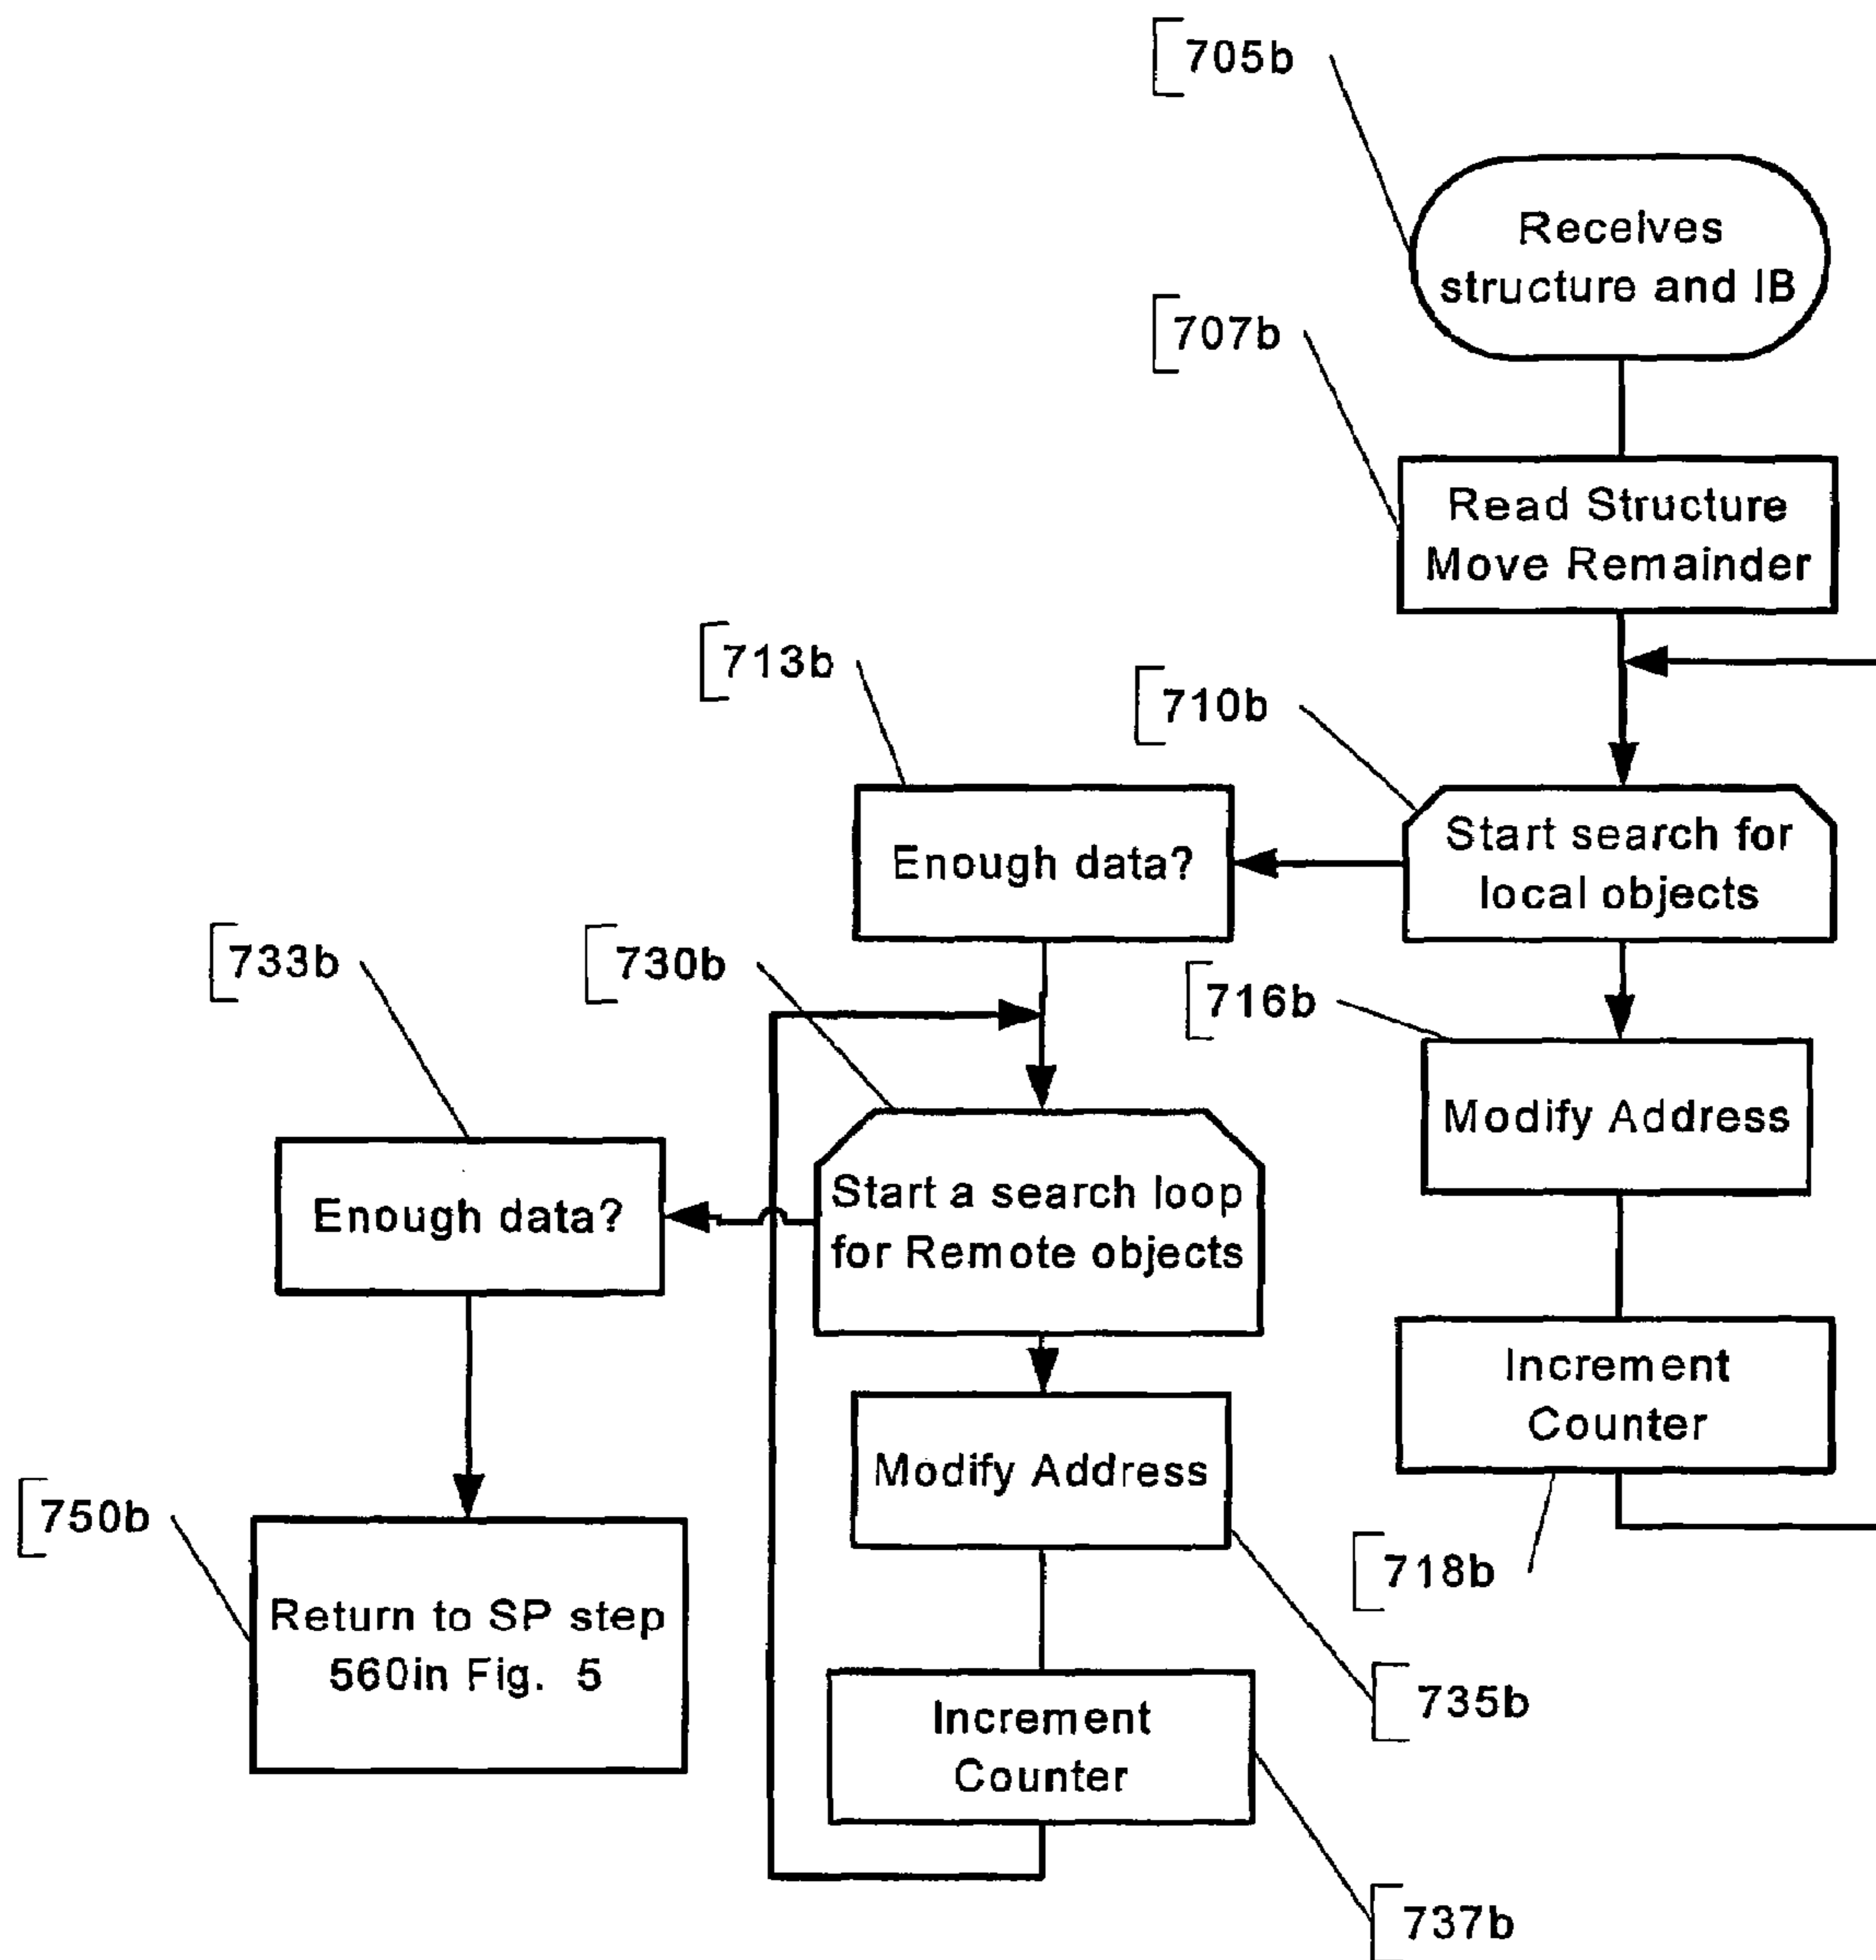 705b
Receives
structure and IB
707b
Read Structure
Move Remainder
713b
710b
Enough data?
Start search for
local objects
733b
730b
716b
Modify Address
Enough data?
Start a search loop
for Remote objects
Increment
Counter
Modify Address
750b
718b
Return to SP step
560in Fig. 5
735b
Increment
Counter
737b